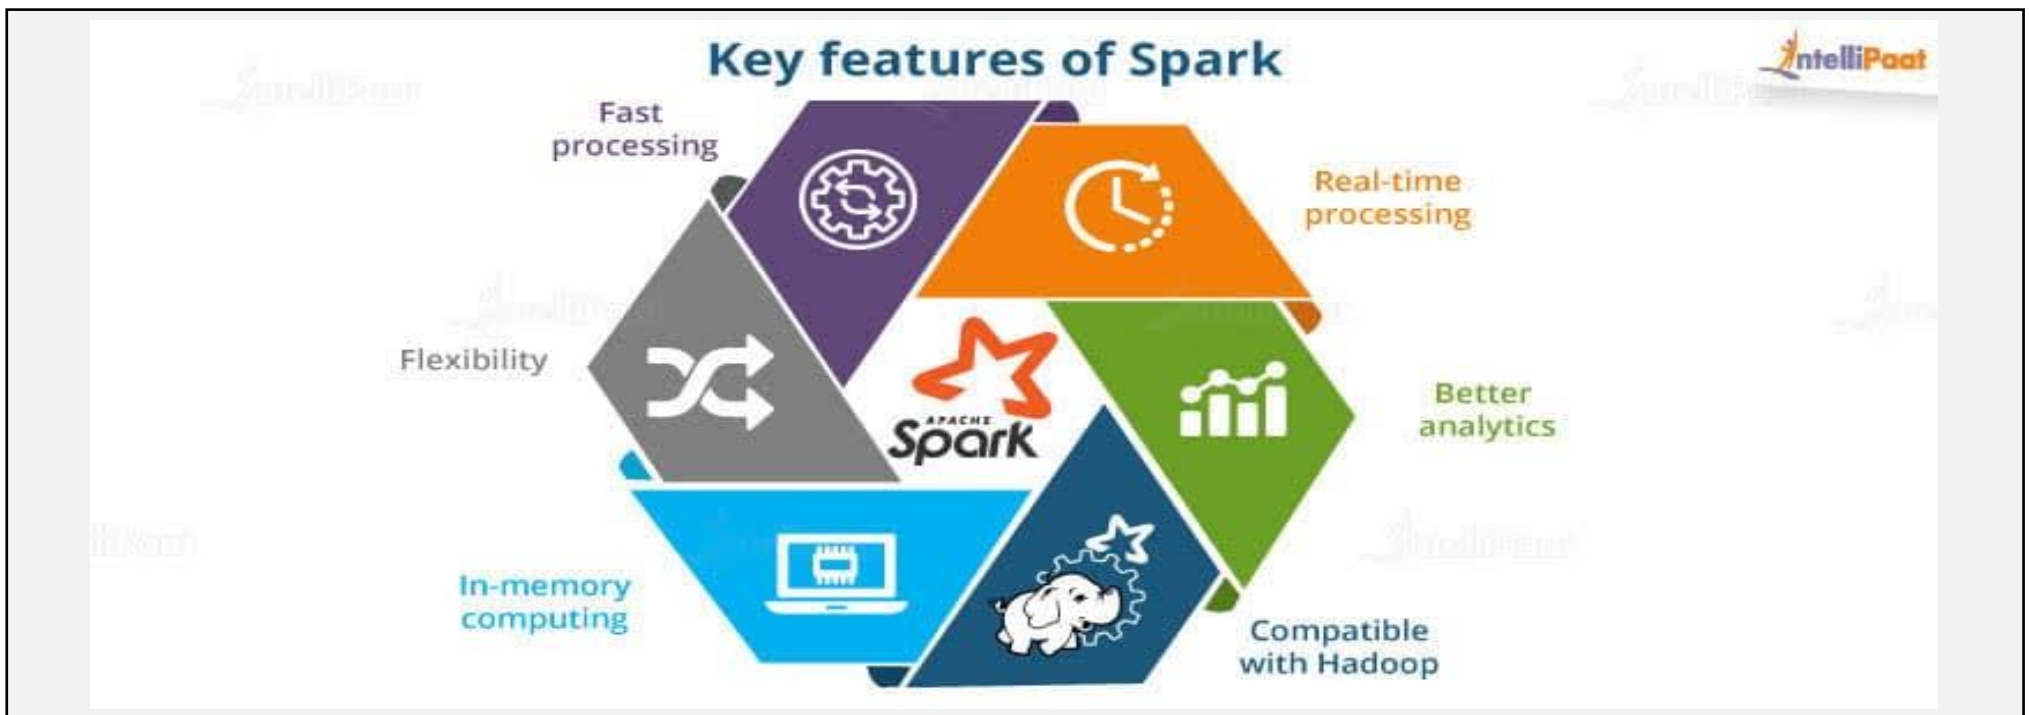 Key features of Spark
IntelliPaat
Fast
processing
Real-time
processing
Flexibility
APACHE
Spark
Better
analytics
In-memory
computing
Compatible
with Hadoop